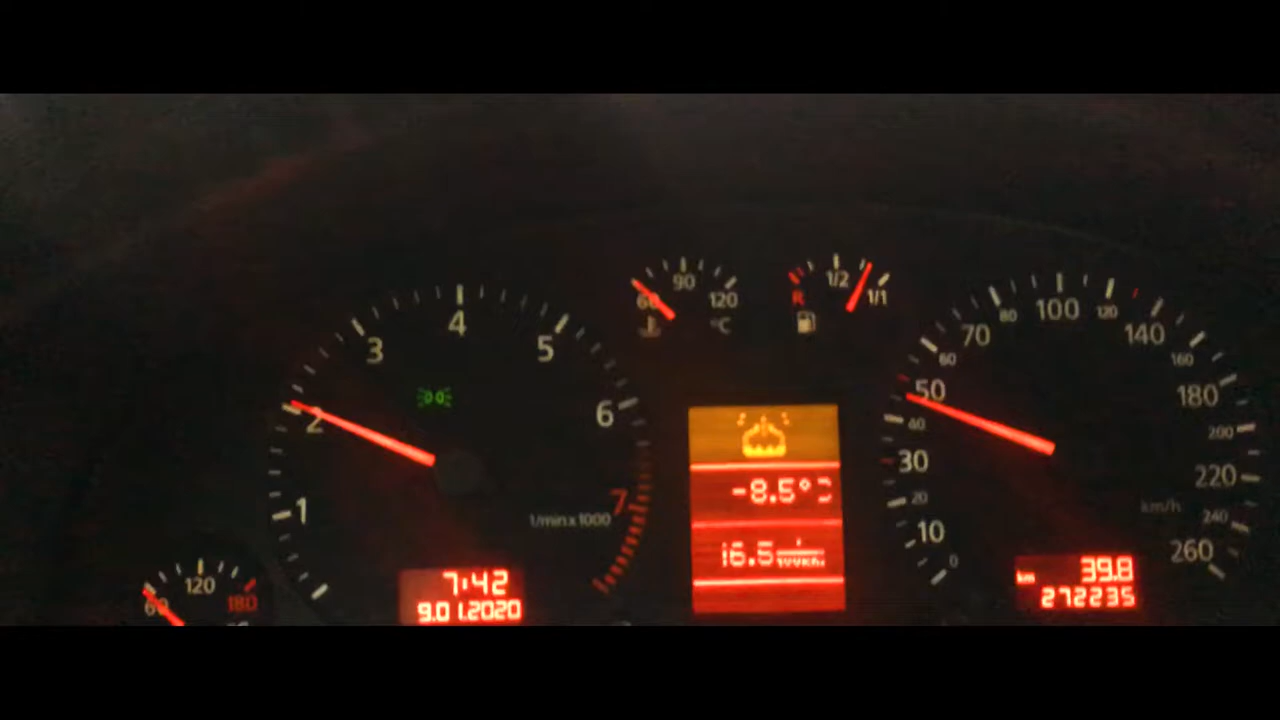 90
60 120
°C
1/2
R 1/1
1 2 3 4 5 6 7
1/min x 1000
120
60 180
7:42
9.01.2020
-8.5°C
16.5
0 10 20 30 40 50 60 70 80 100 120 140 160 180 200 220 240 260
km/h
km 39.8
272235